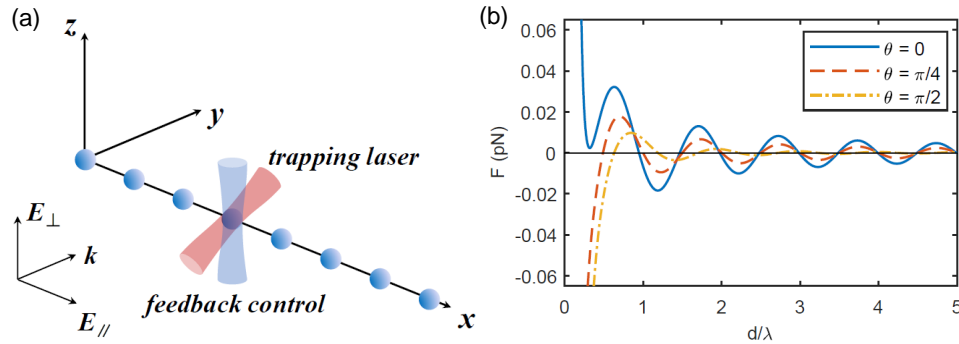 (a)
z
y
trapping laser
E⊥
k
E//
feedback control
x
(b)
F (pN)
0.06
0.04
0.02
0
-0.02
-0.04
-0.06
θ = 0
θ = π/4
θ = π/2
0 1 2 3 4 5
d/λ